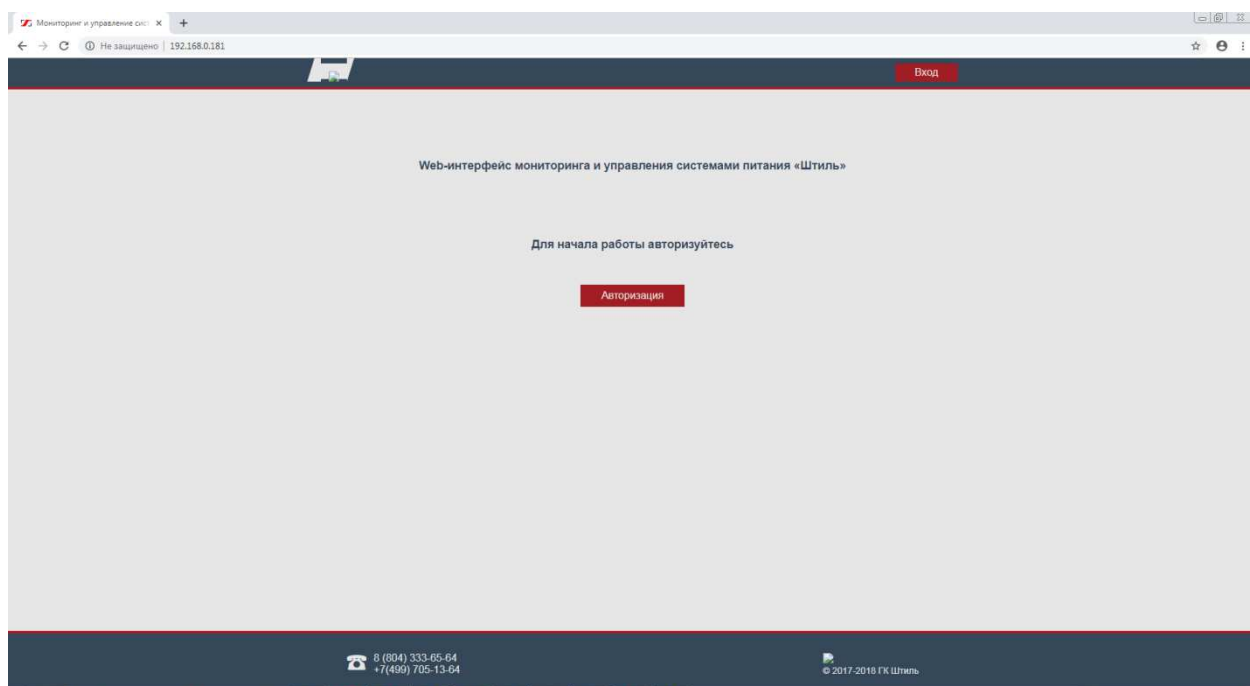 Мониторинг и управление сис
Не защищено | 192.168.0.181
Вход
Web-интерфейс мониторинга и управления системами питания «Штиль»
Для начала работы авторизуйтесь
Авторизация
8 (804) 333-65-64
+7(499) 705-13-64
© 2017-2018 ГК Штиль